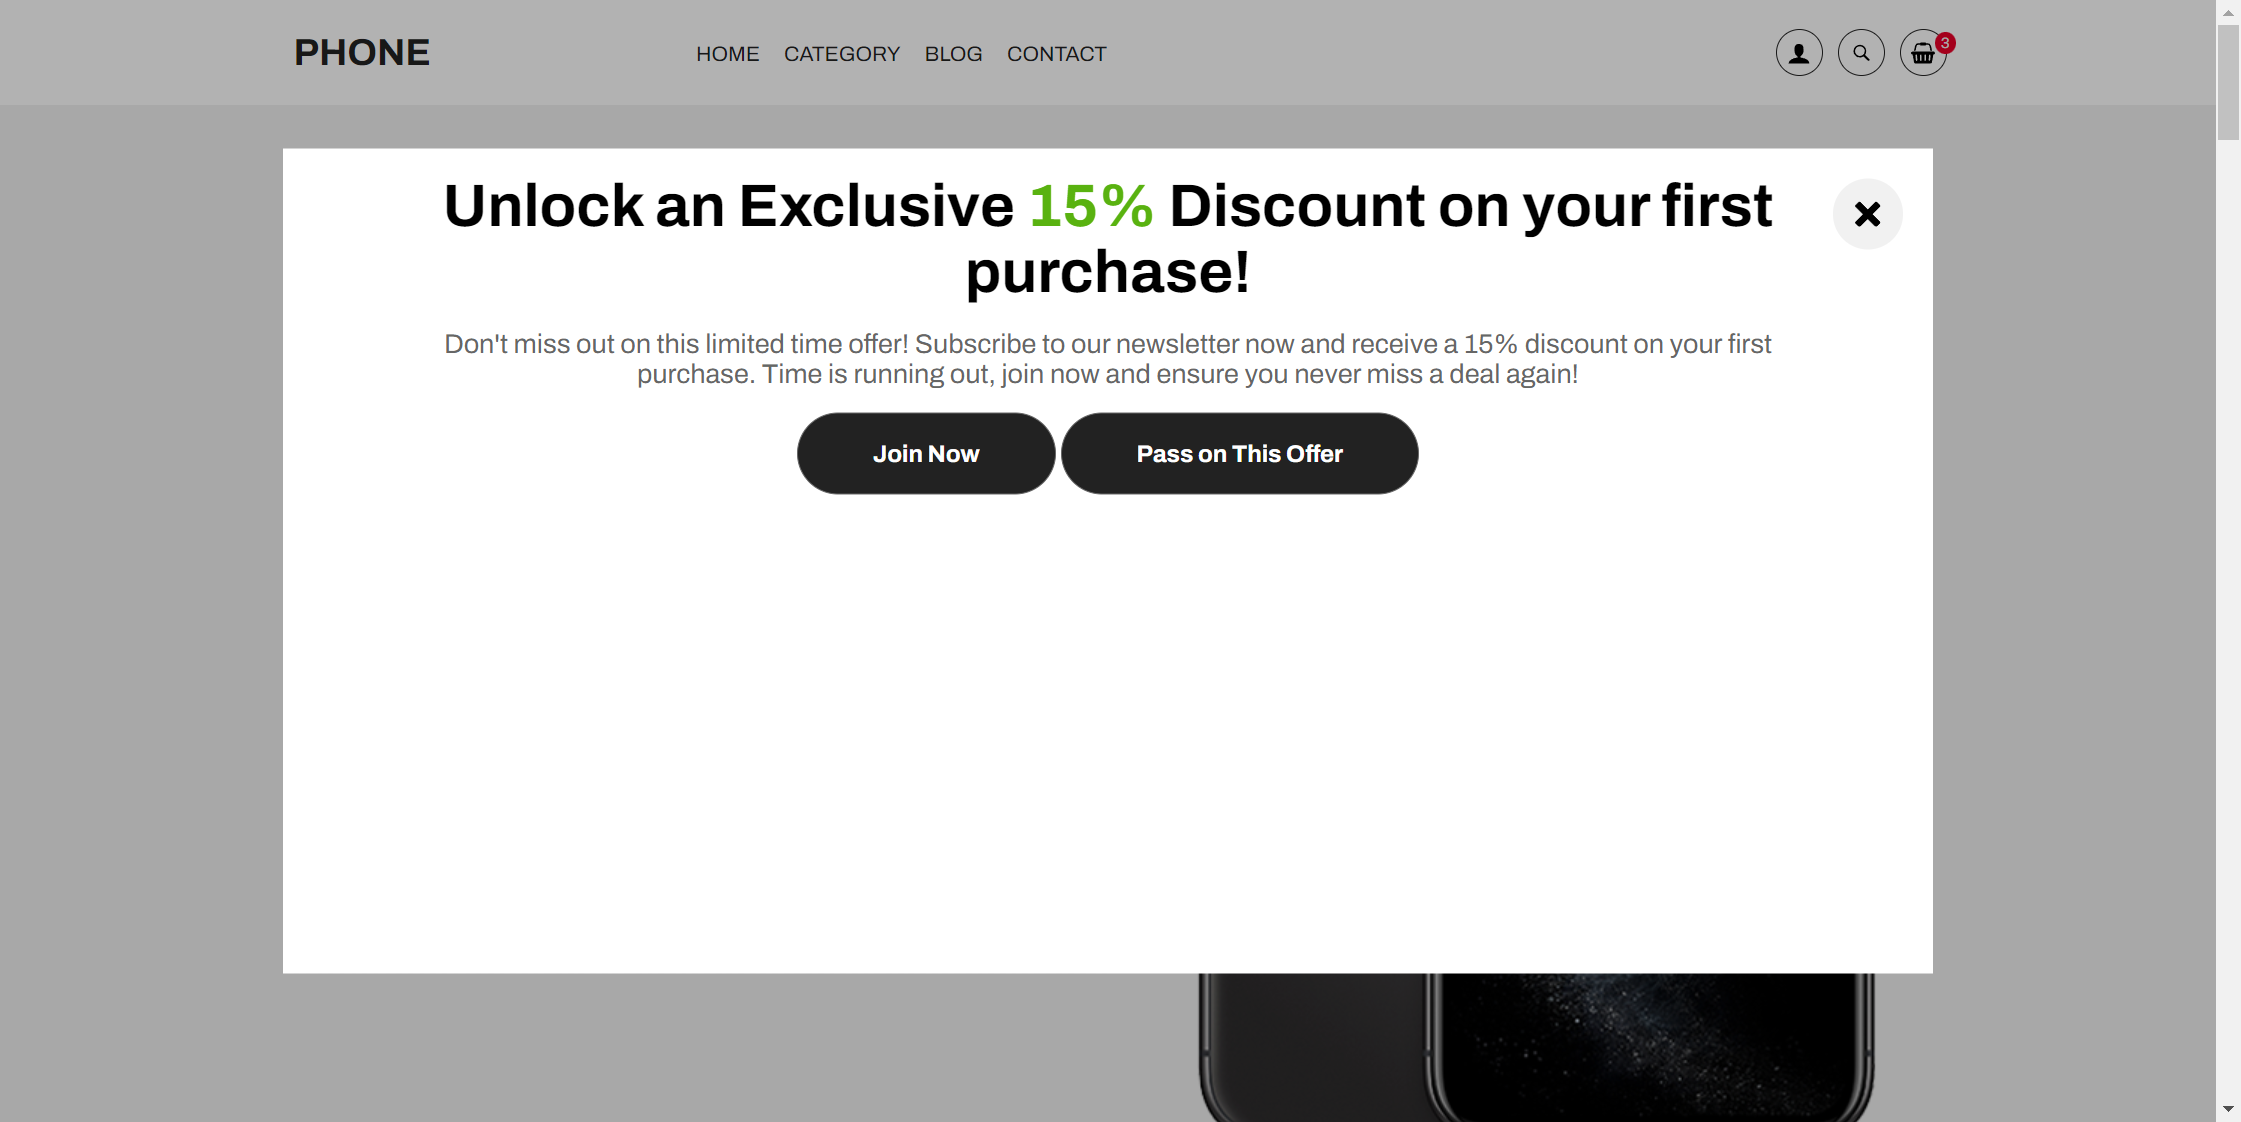 PHONE
HOME CATEGORY BLOG CONTACT
3
Unlock an Exclusive 15% Discount on your first
purchase!
Don't miss out on this limited time offer! Subscribe to our newsletter now and receive a 15% discount on your first
purchase. Time is running out, join now and ensure you never miss a deal again!
Join Now
Pass on This Offer